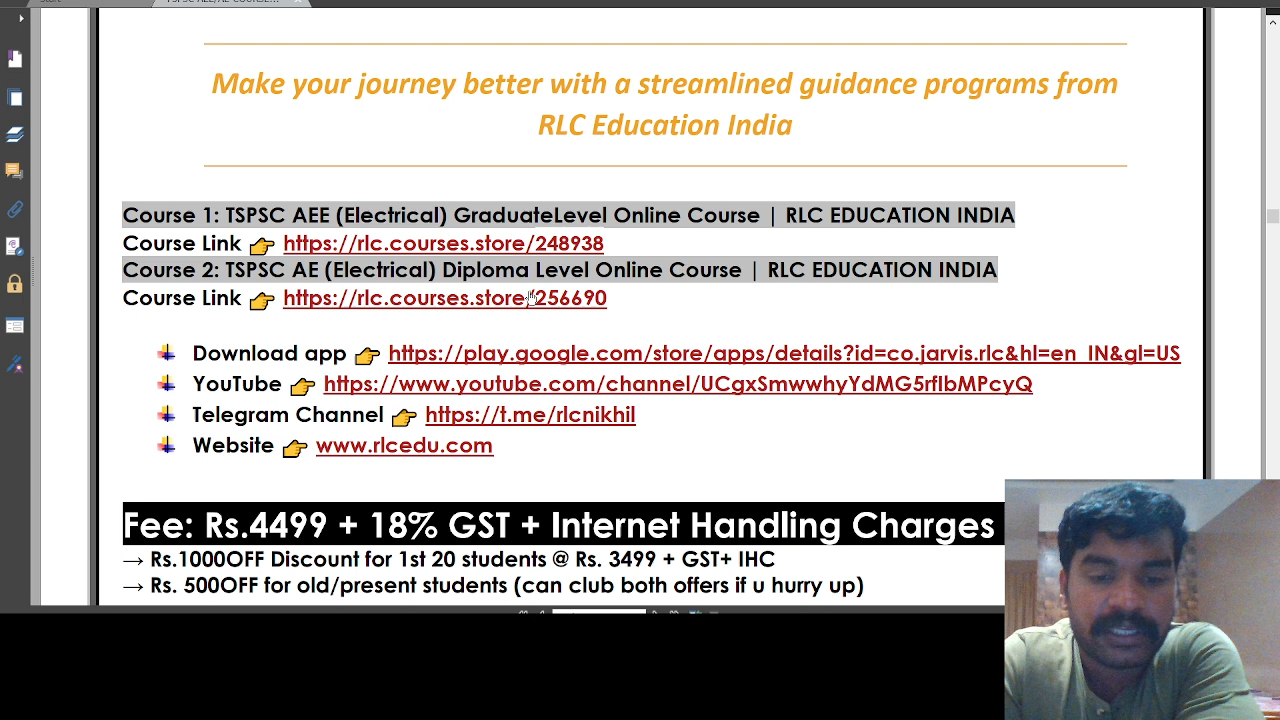 Make your journey better with a streamlined guidance programs from
RLC Education India
Course 1: TSPSC AEE (Electrical) GraduateLevel Online Course | RLC EDUCATION INDIA
Course Link 👉 https://rlc.courses.store/248938
Course 2: TSPSC AE (Electrical) Diploma Level Online Course | RLC EDUCATION INDIA
Course Link 👉 https://rlc.courses.store/256690
Download app 👉 https://play.google.com/store/apps/details?id=co.jarvis.rlc&hl=en_IN&gl=US
YouTube 👉 https://www.youtube.com/channel/UCgxSmwwhyYdMG5rfIbMPcyQ
Telegram Channel 👉 https://t.me/rlcnikhil
Website 👉 www.rlcedu.com
Fee: Rs.4499 + 18% GST + Internet Handling Charges
→ Rs.1000OFF Discount for 1st 20 students @ Rs. 3499 + GST+ IHC
→ Rs. 500OFF for old/present students (can club both offers if u hurry up)